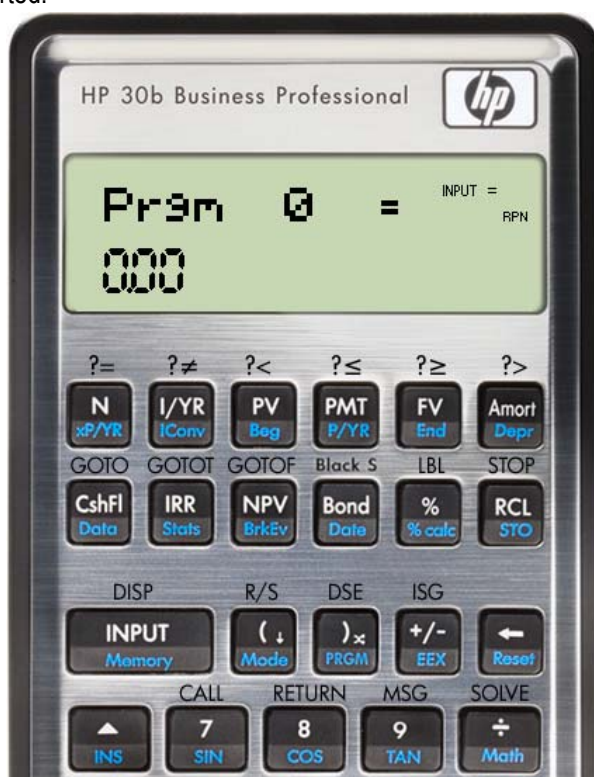 rted.
HP 30b Business Professional
hp
Prgm 0 =
INPUT =
RPN
0.00
?= ?≠ ?< ?≤ ?≥ ?>
N I/YR PV PMT FV Amort
xP/YR IConv Beg P/YR End Depr
GOTO GOTOT GOTOF Black S LBL STOP
CshFl IRR NPV Bond % RCL
Data Stats BrkEv Date % calc STO
DISP R/S DSE ISG
INPUT (↓ )x +/- ←
Memory Mode PRGM EEX Reset
CALL RETURN MSG SOLVE
▲ 7 8 9 ÷
INS SIN COS TAN Math